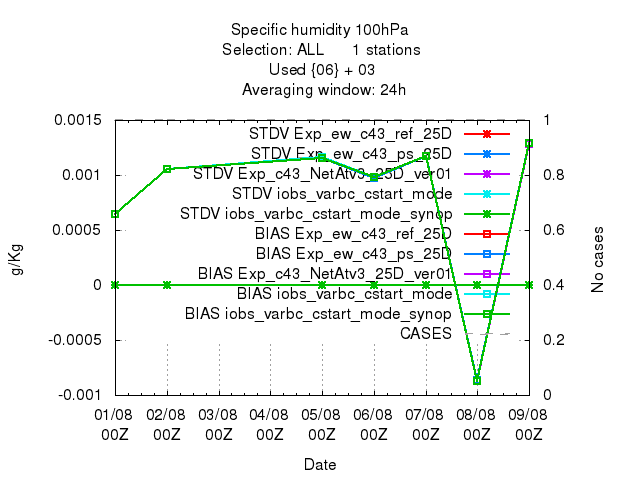 Specific humidity 100hPa
Selection: ALL 1 stations
Used {06} + 03
Averaging window: 24h
0.0015
0.001
0.0005
0
-0.0005
-0.001
g/Kg
1
0.8
0.6
0.4
0.2
0
No cases
STDV Exp_ew_c43_ref_25D
STDV Exp_ew_c43_ps_25D
STDV Exp_c43_NetAtv3_25D_ver01
STDV iobs_varbc_cstart_mode
STDV iobs_varbc_cstart_mode_synop
BIAS Exp_ew_c43_ref_25D
BIAS Exp_ew_c43_ps_25D
BIAS Exp_c43_NetAtv3_25D_ver01
BIAS iobs_varbc_cstart_mode
BIAS iobs_varbc_cstart_mode_synop
CASES
01/08 02/08 03/08 04/08 05/08 06/08 07/08 08/08 09/08
00Z 00Z 00Z 00Z 00Z 00Z 00Z 00Z 00Z
Date